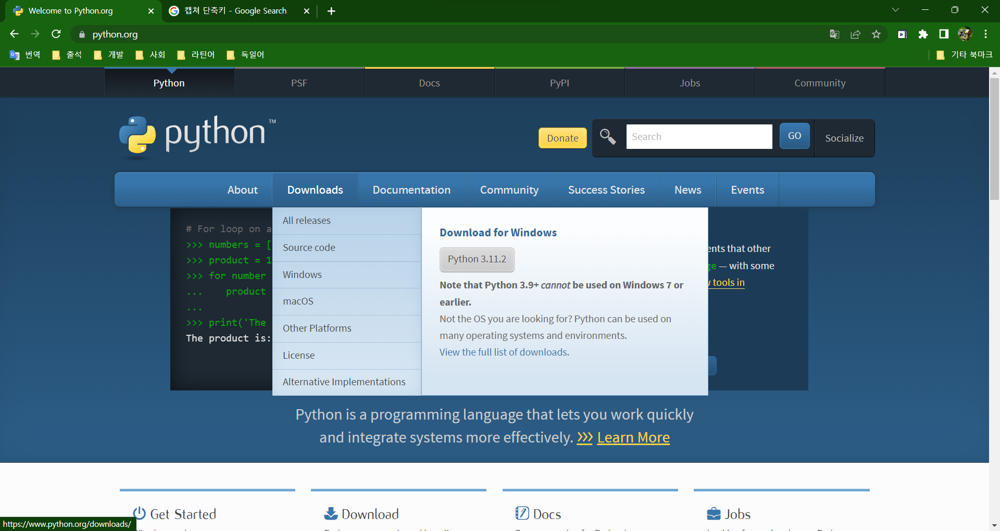 Welcome to Python.org
캡쳐 단축키 - Google Search
python.org
번역 출석 개발 사회 라틴어 독일어 기타 북마크
Python PSF Docs PyPI Jobs Community
python™
Donate Search GO Socialize
About Downloads Documentation Community Success Stories News Events
# For loop on a
>>> numbers = [
>>> product = 1
>>> for number
... product
...
>>> print('The
The product is:
All releases
Source code
Windows
macOS
Other Platforms
License
Alternative Implementations
Download for Windows
Python 3.11.2
Note that Python 3.9+ cannot be used on Windows 7 or
earlier.
Not the OS you are looking for? Python can be used on
many operating systems and environments.
View the full list of downloads.
that other
— with some
tools in
Python is a programming language that lets you work quickly
and integrate systems more effectively. >>> Learn More
Get Started Download Docs Jobs
https://www.python.org/downloads/